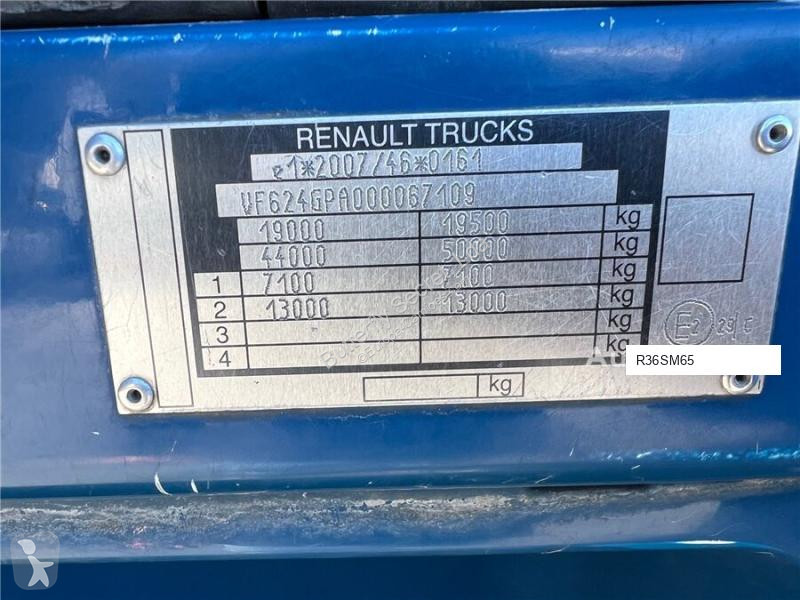 RENAULT TRUCKS
e1*2007/46*0161
VF624GPA000067109
19000 19500 kg
44000 50000 kg
1 7100 7100 kg
2 13000 13000 kg
3 kg
4 kg
R36SM65
kg
E2 29R C